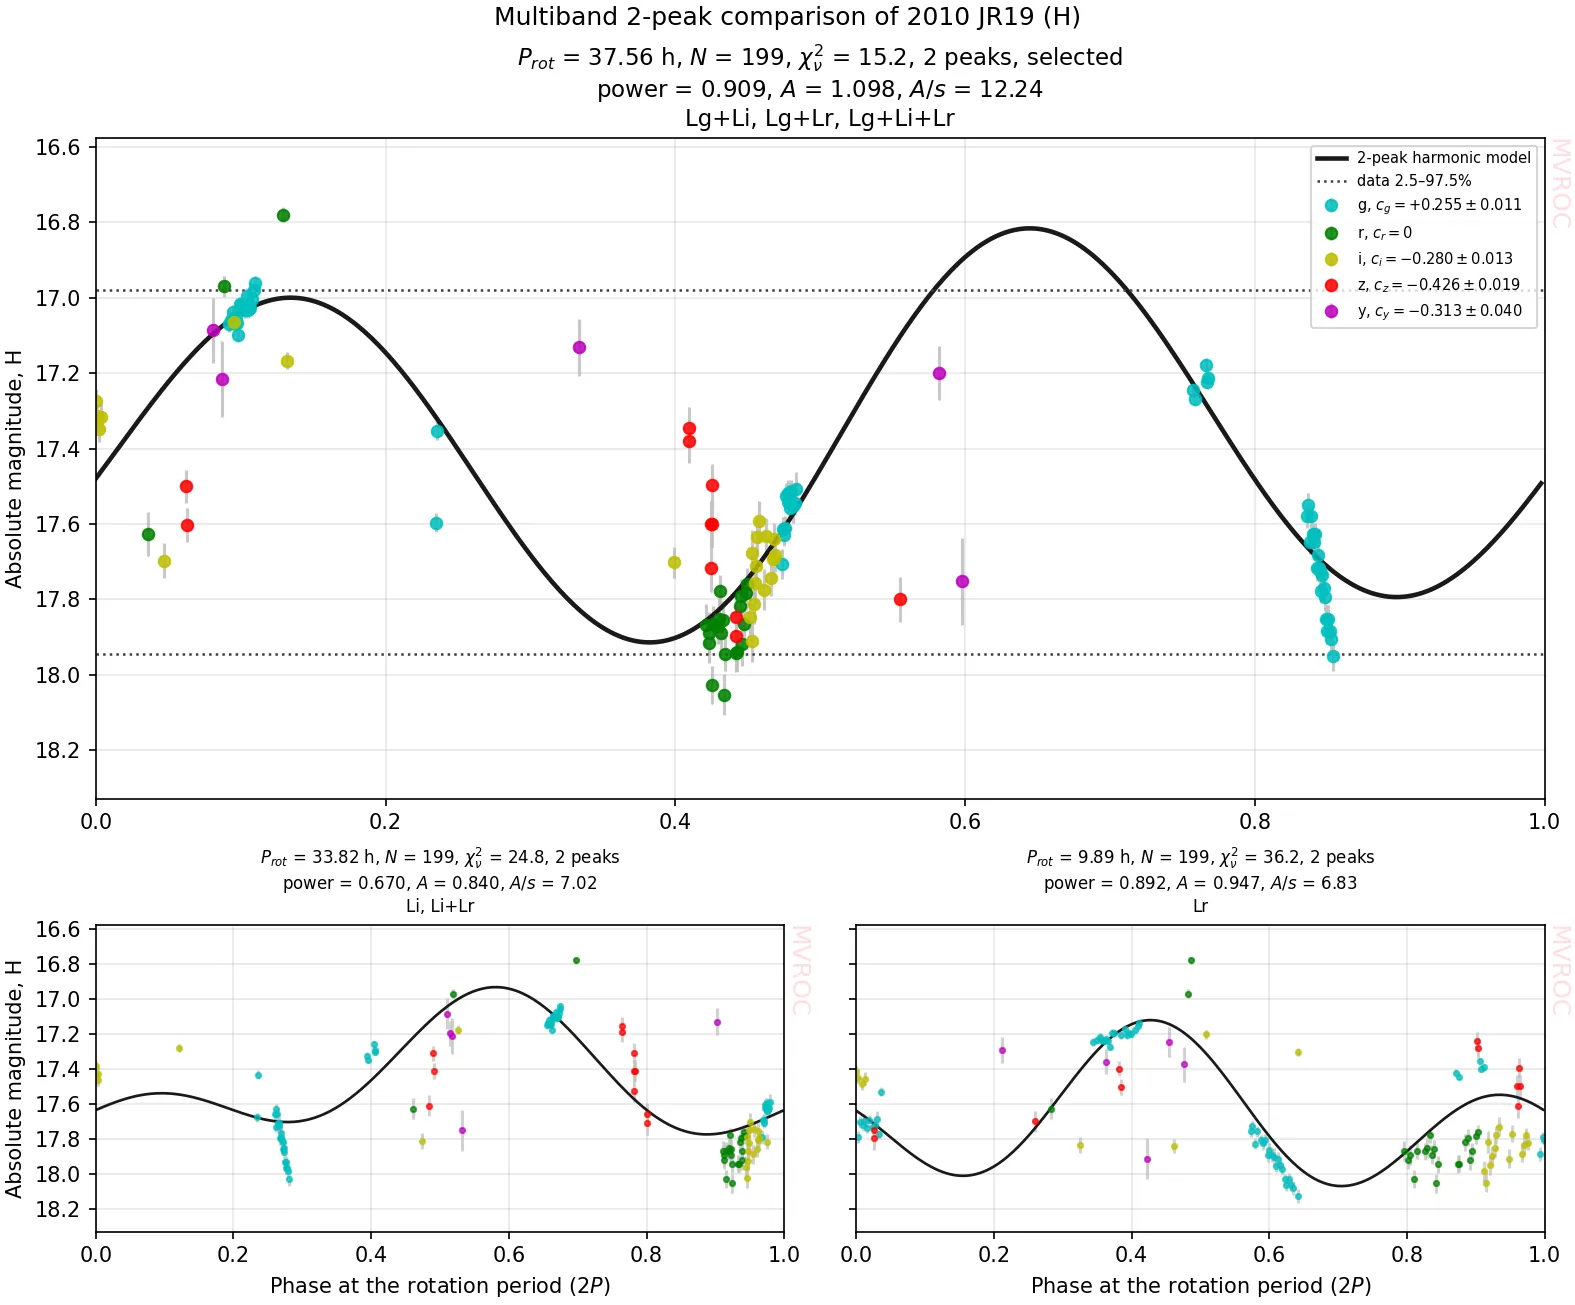 Multiband 2-peak comparison of 2010 JR19 (H)
P_rot = 37.56 h, N = 199, χ²_ν = 15.2, 2 peaks, selected
power = 0.909, A = 1.098, A/s = 12.24
Lg+Li, Lg+Lr, Lg+Li+Lr
16.6
16.8
17.0
17.2
17.4
17.6
17.8
18.0
18.2
Absolute magnitude, H
2-peak harmonic model
data 2.5–97.5%
g, c_g = +0.255 ± 0.011
r, c_r = 0
i, c_i = −0.280 ± 0.013
z, c_z = −0.426 ± 0.019
y, c_y = −0.313 ± 0.040
MVROC
0.0 0.2 0.4 0.6 0.8 1.0
P_rot = 33.82 h, N = 199, χ²_ν = 24.8, 2 peaks
power = 0.670, A = 0.840, A/s = 7.02
Li, Li+Lr
16.6
16.8
17.0
17.2
17.4
17.6
17.8
18.0
18.2
Absolute magnitude, H
MVROC
0.0 0.2 0.4 0.6 0.8 1.0
Phase at the rotation period (2P)
P_rot = 9.89 h, N = 199, χ²_ν = 36.2, 2 peaks
power = 0.892, A = 0.947, A/s = 6.83
Lr
MVROC
0.0 0.2 0.4 0.6 0.8 1.0
Phase at the rotation period (2P)